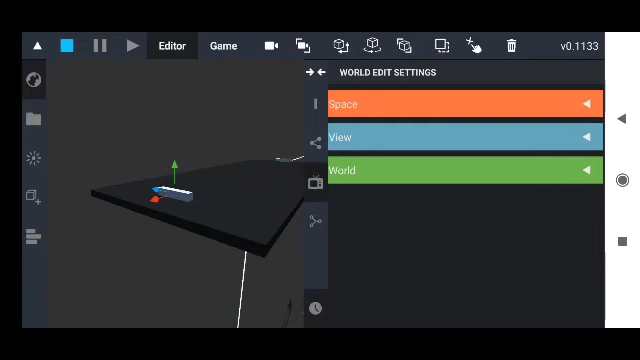 Editor
Game
v0.1133
WORLD EDIT SETTINGS
Space
View
World